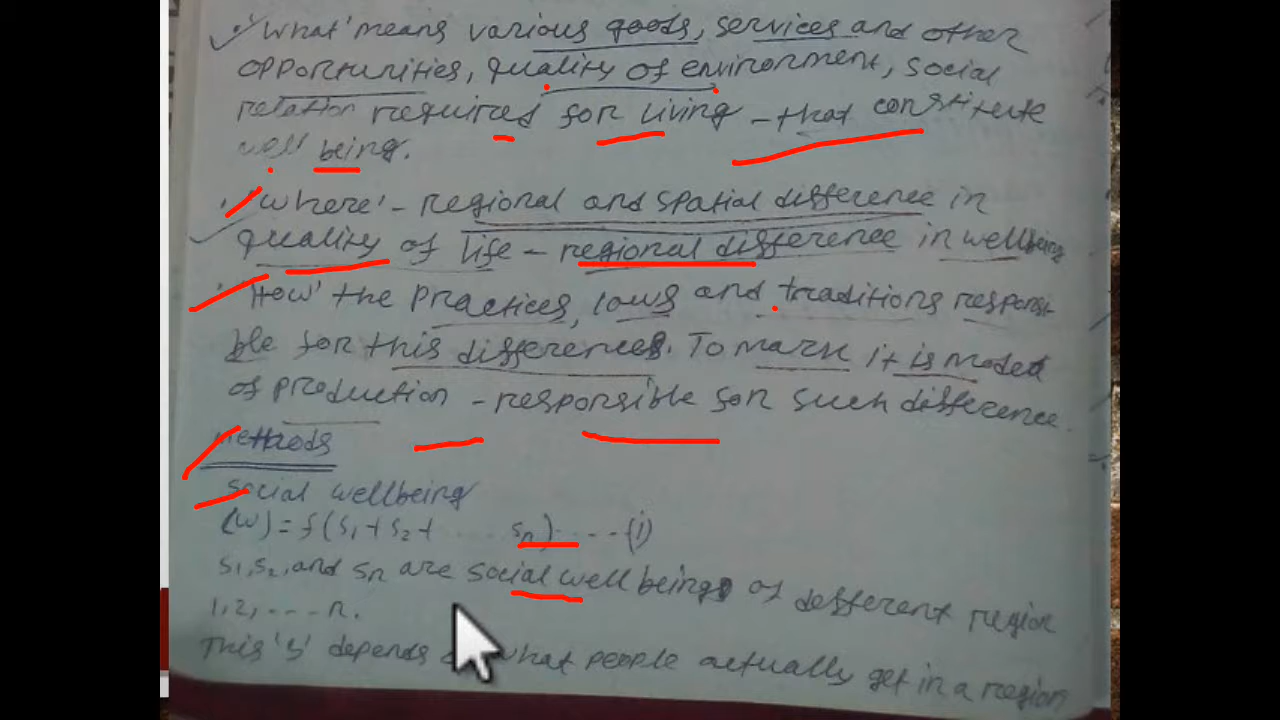 'What' means various goods, services and other
opportunities, quality of environment, social
relation required for living - that constitute
well being.
'where' - regional and spatial difference in
quality of life - regional difference in wellbeing
'How' the practices, laws and traditions responsi-
ble for this differences. To marx it is mode
of production - responsible for such difference.
methods
social wellbeing
(w) = f(s1 + s2 + .... sn) .... (i)
s1, s2, and sn are social well beings of different region
1, 2, .... n.
This 's' depends what people actually get in a region